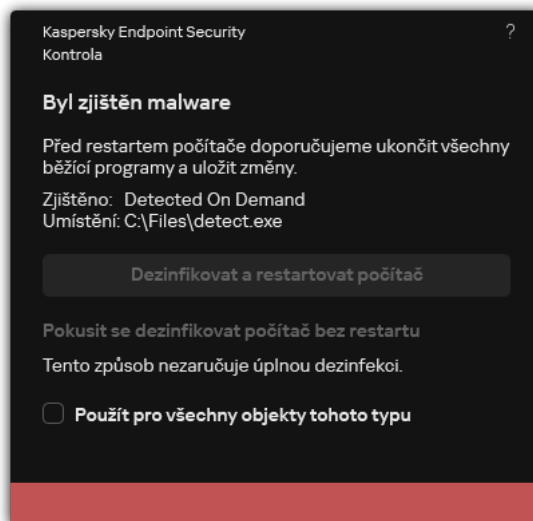 Kaspersky Endpoint Security
?
Kontrola
Byl zjištěn malware
Před restartem počítače doporučujeme ukončit všechny
běžící programy a uložit změny.
Zjištěno: Detected On Demand
Umístění: C:\Files\detect.exe
Dezinfikovat a restartovat počítač
Pokusit se dezinfikovat počítač bez restartu
Tento způsob nezaručuje úplnou dezinfekci.
Použít pro všechny objekty tohoto typu